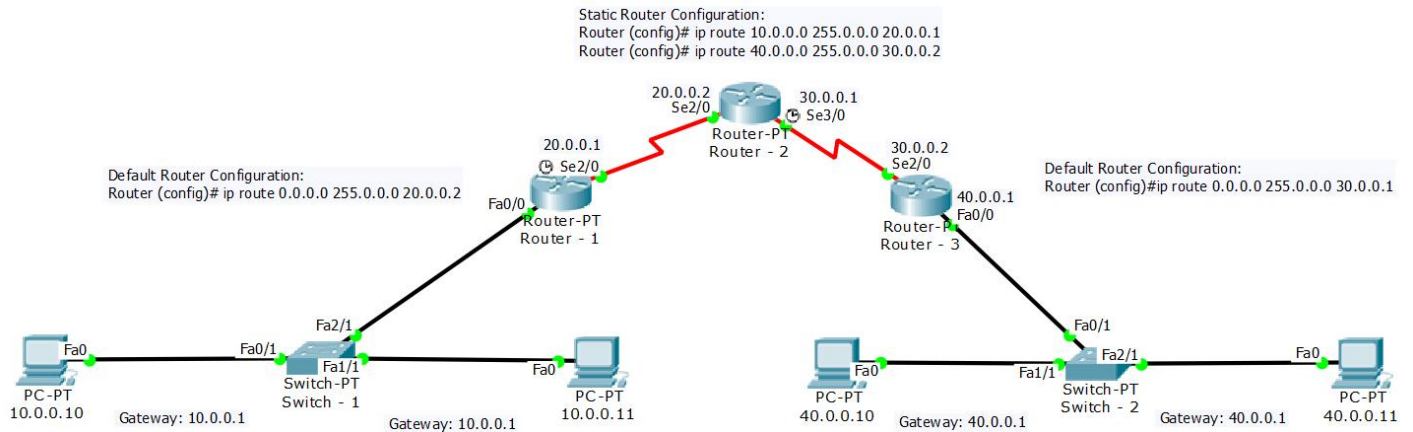 Static Router Configuration:
Router (config)# ip route 10.0.0.0 255.0.0.0 20.0.0.1
Router (config)# ip route 40.0.0.0 255.0.0.0 30.0.0.2
20.0.0.2
Se2/0
30.0.0.1
Se3/0
Router-PT
Router - 2
20.0.0.1
Se2/0
30.0.0.2
Se2/0
Default Router Configuration:
Router (config)# ip route 0.0.0.0 255.0.0.0 20.0.0.2
Default Router Configuration:
Router (config)#ip route 0.0.0.0 255.0.0.0 30.0.0.1
Fa0/0
Router-PT
Router - 1
40.0.0.1
Fa0/0
Router-P
Router - 3
Fa2/1
Fa0
Fa0/1
Fa1/1
Fa0
PC-PT
10.0.0.10
Switch-PT
Switch - 1
PC-PT
10.0.0.11
Gateway: 10.0.0.1
Gateway: 10.0.0.1
Fa0/1
Fa0
Fa1/1
Fa2/1
Fa0
PC-PT
40.0.0.10
Switch-PT
Switch - 2
PC-PT
40.0.0.11
Gateway: 40.0.0.1
Gateway: 40.0.0.1